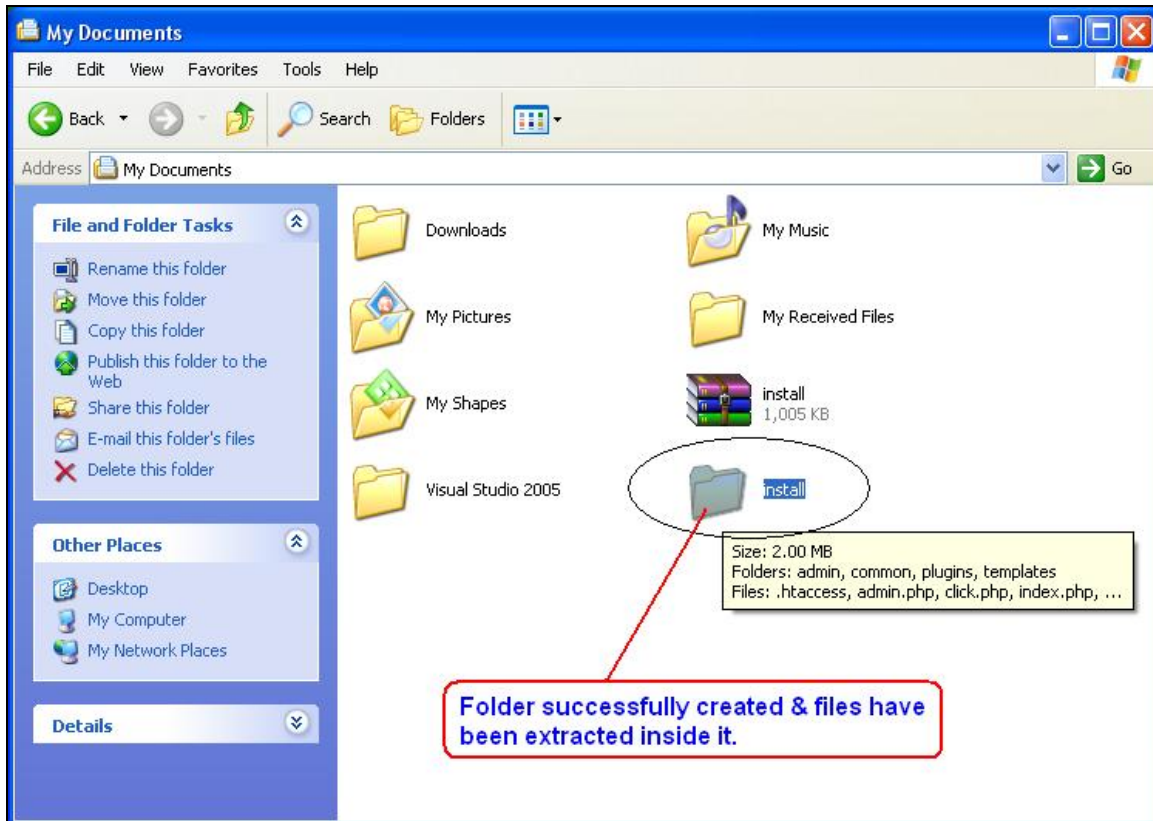 My Documents
File Edit View Favorites Tools Help
Back Search Folders
Address My Documents Go
File and Folder Tasks
Rename this folder
Move this folder
Copy this folder
Publish this folder to the
Web
Share this folder
E-mail this folder's files
Delete this folder
Other Places
Desktop
My Computer
My Network Places
Details
Downloads
My Music
My Pictures
My Received Files
My Shapes
install
1,005 KB
Visual Studio 2005
install
Size: 2.00 MB
Folders: admin, common, plugins, templates
Files: .htaccess, admin.php, click.php, index.php, ...
Folder successfully created & files have
been extracted inside it.